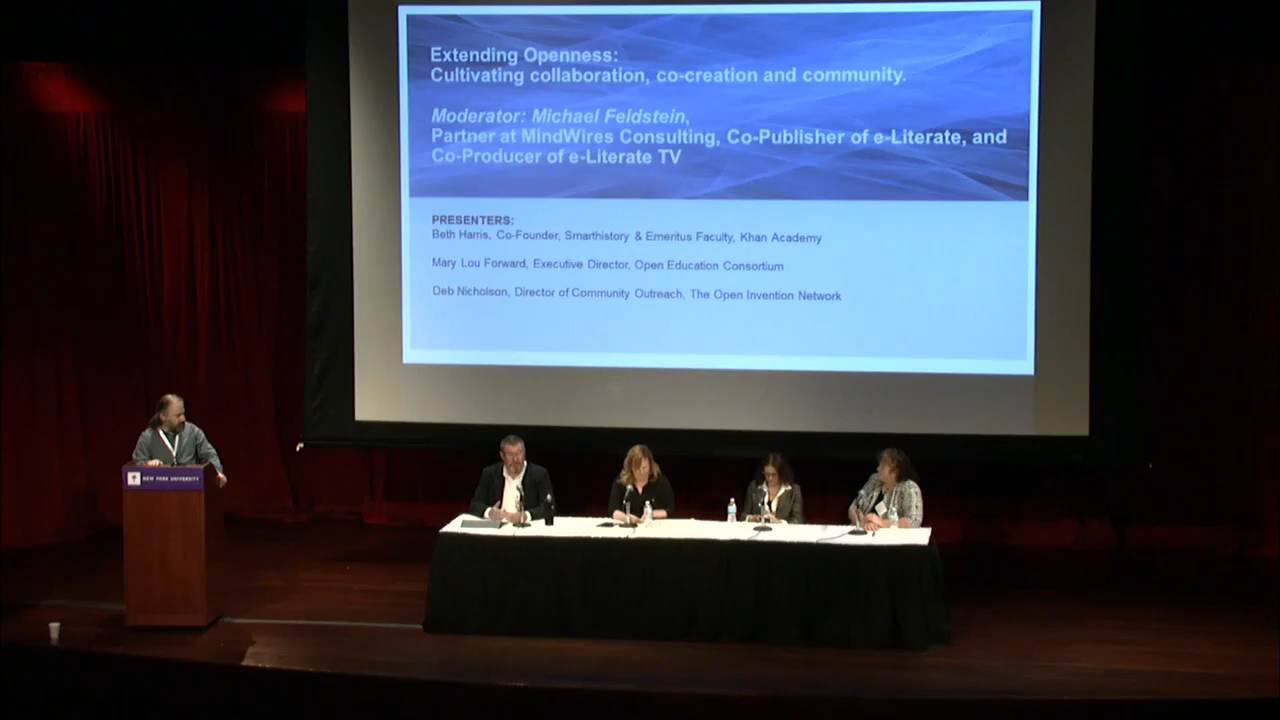 Extending Openness:
Cultivating collaboration, co-creation and community.
Moderator: Michael Feldstein,
Partner at MindWires Consulting, Co-Publisher of e-Literate, and
Co-Producer of e-Literate TV
PRESENTERS:
Beth Harris, Co-Founder, Smarthistory & Emeritus Faculty, Khan Academy
Mary Lou Forward, Executive Director, Open Education Consortium
Deb Nicholson, Director of Community Outreach, The Open Invention Network
NEW YORK UNIVERSITY